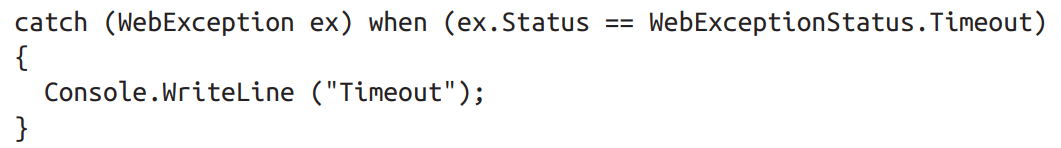 catch (WebException ex) when (ex.Status == WebExceptionStatus.Timeout)
{
  Console.WriteLine ("Timeout");
}